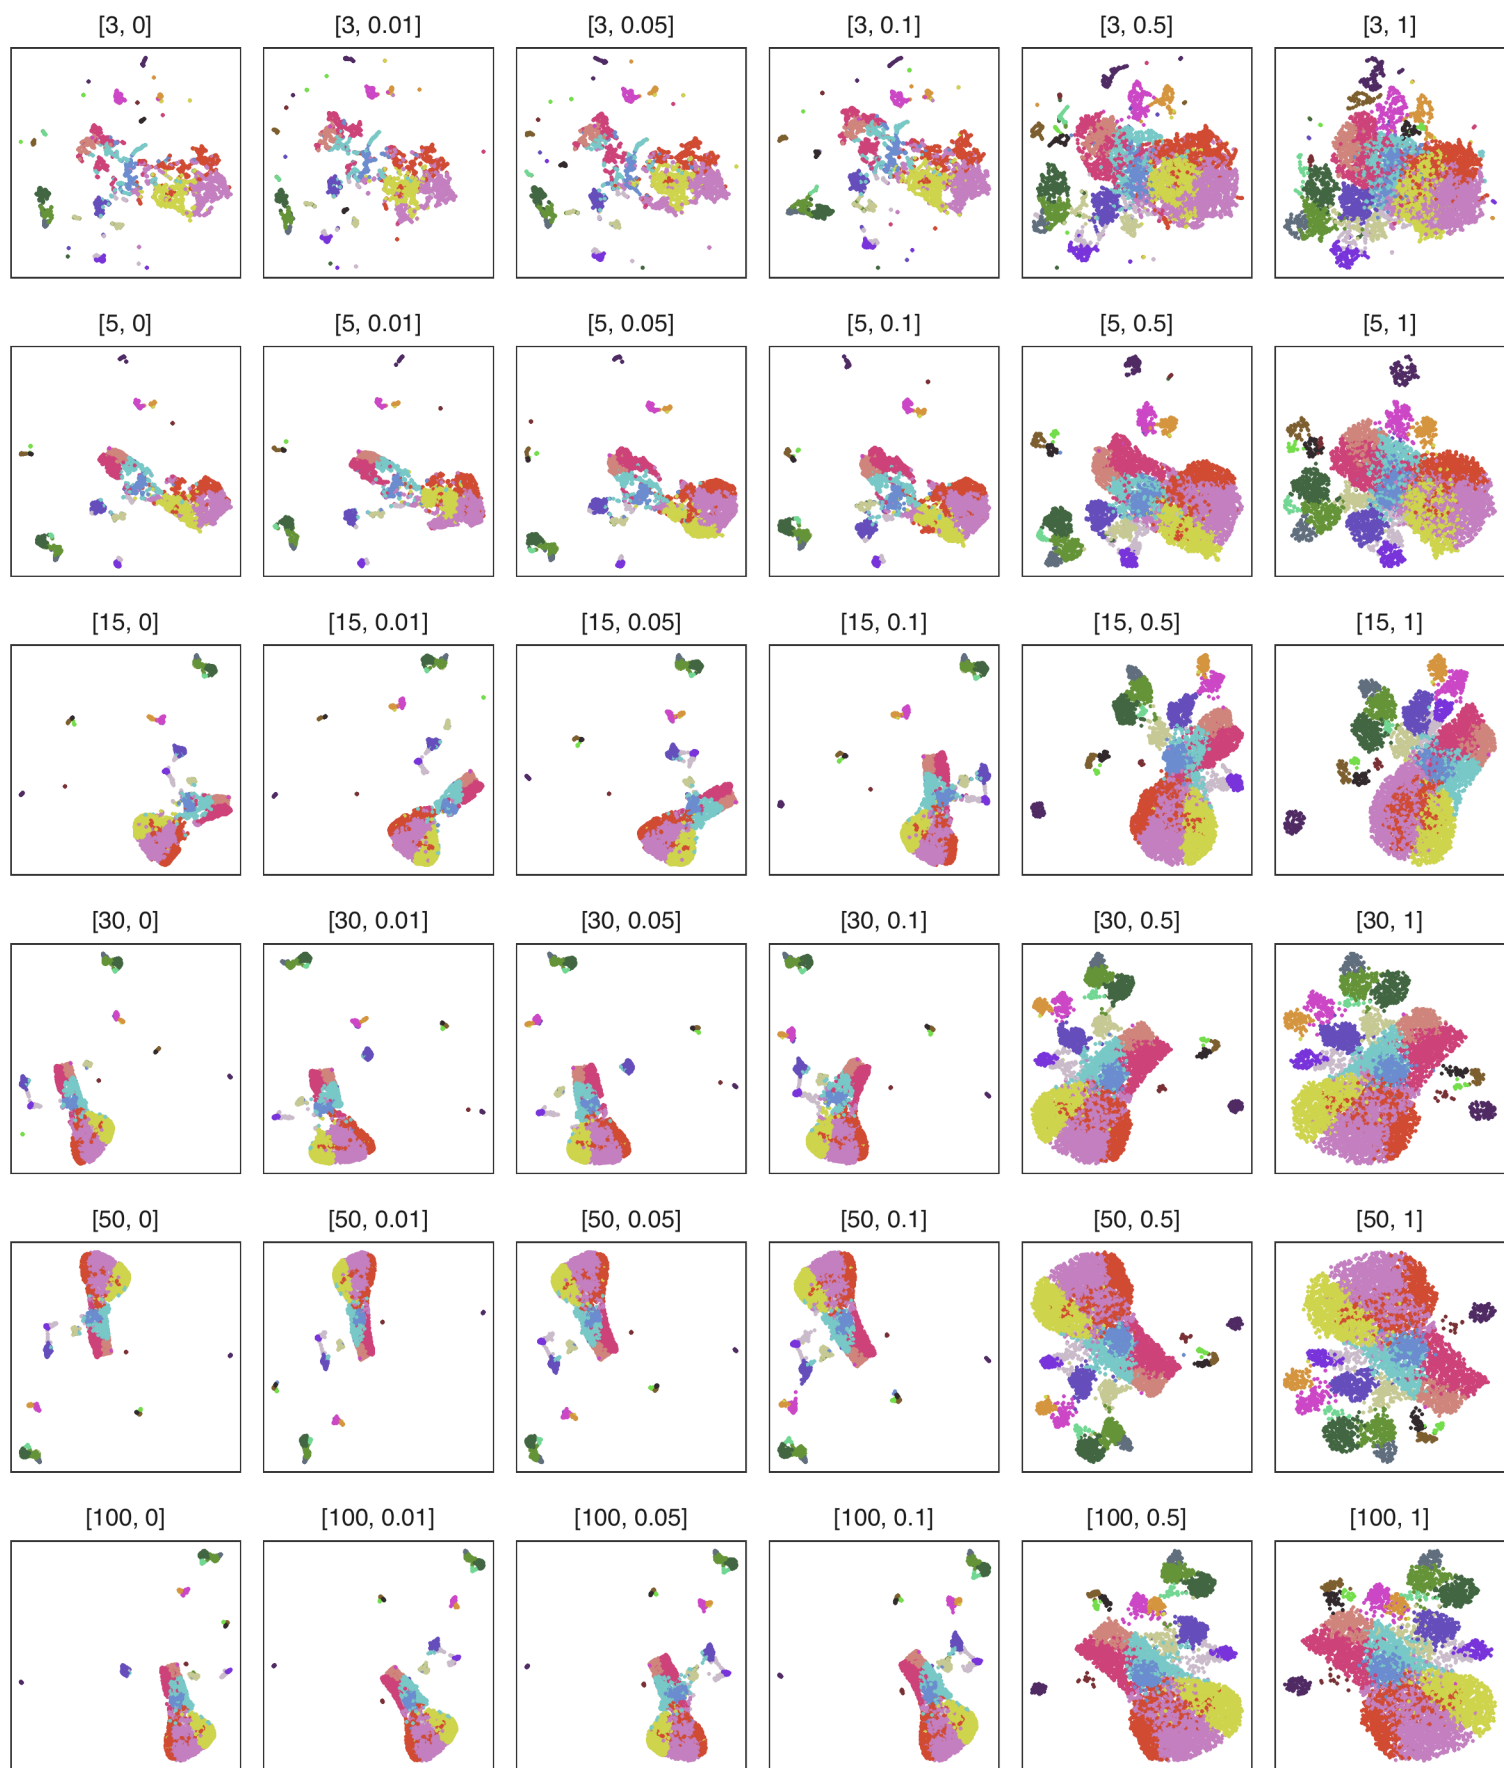 [3, 0] [3, 0.01] [3, 0.05] [3, 0.1] [3, 0.5] [3, 1]
[5, 0] [5, 0.01] [5, 0.05] [5, 0.1] [5, 0.5] [5, 1]
[15, 0] [15, 0.01] [15, 0.05] [15, 0.1] [15, 0.5] [15, 1]
[30, 0] [30, 0.01] [30, 0.05] [30, 0.1] [30, 0.5] [30, 1]
[50, 0] [50, 0.01] [50, 0.05] [50, 0.1] [50, 0.5] [50, 1]
[100, 0] [100, 0.01] [100, 0.05] [100, 0.1] [100, 0.5] [100, 1]